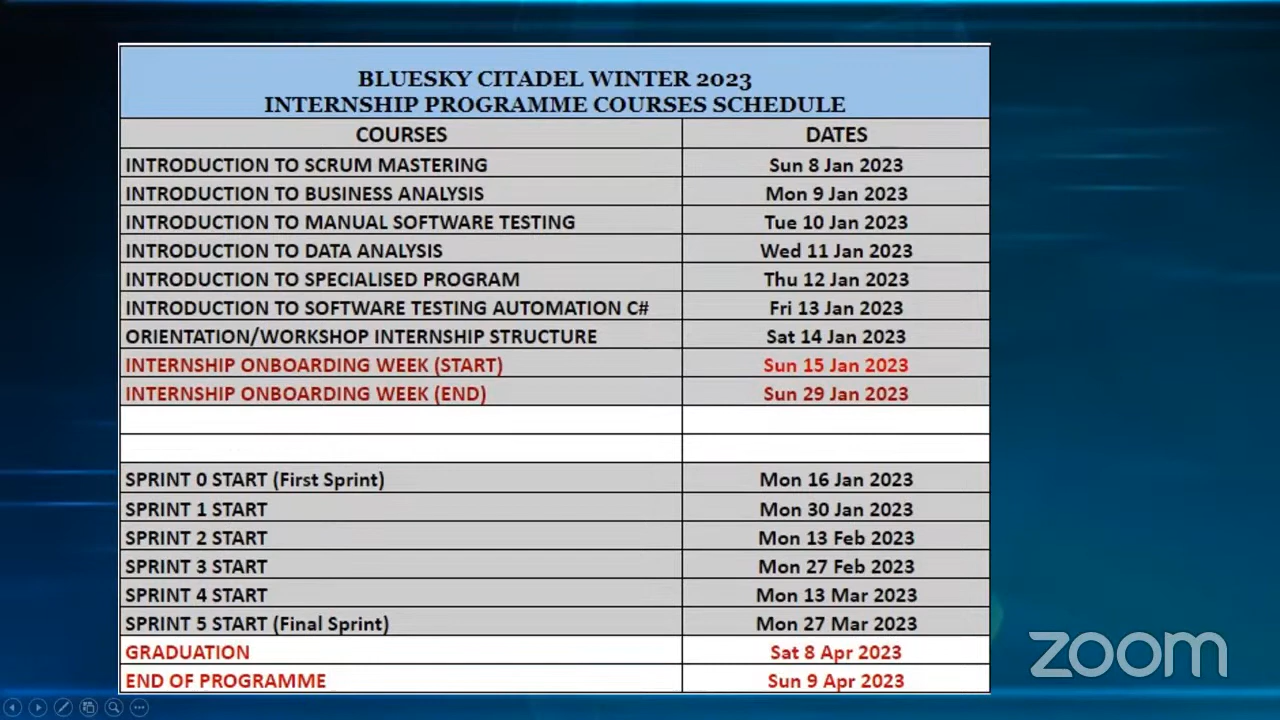 BLUESKY CITADEL WINTER 2023
INTERNSHIP PROGRAMME COURSES SCHEDULE
COURSES DATES
INTRODUCTION TO SCRUM MASTERING Sun 8 Jan 2023
INTRODUCTION TO BUSINESS ANALYSIS Mon 9 Jan 2023
INTRODUCTION TO MANUAL SOFTWARE TESTING Tue 10 Jan 2023
INTRODUCTION TO DATA ANALYSIS Wed 11 Jan 2023
INTRODUCTION TO SPECIALISED PROGRAM Thu 12 Jan 2023
INTRODUCTION TO SOFTWARE TESTING AUTOMATION C# Fri 13 Jan 2023
ORIENTATION/WORKSHOP INTERNSHIP STRUCTURE Sat 14 Jan 2023
INTERNSHIP ONBOARDING WEEK (START) Sun 15 Jan 2023
INTERNSHIP ONBOARDING WEEK (END) Sun 29 Jan 2023
SPRINT 0 START (First Sprint) Mon 16 Jan 2023
SPRINT 1 START Mon 30 Jan 2023
SPRINT 2 START Mon 13 Feb 2023
SPRINT 3 START Mon 27 Feb 2023
SPRINT 4 START Mon 13 Mar 2023
SPRINT 5 START (Final Sprint) Mon 27 Mar 2023
GRADUATION Sat 8 Apr 2023
END OF PROGRAMME Sun 9 Apr 2023
zoom